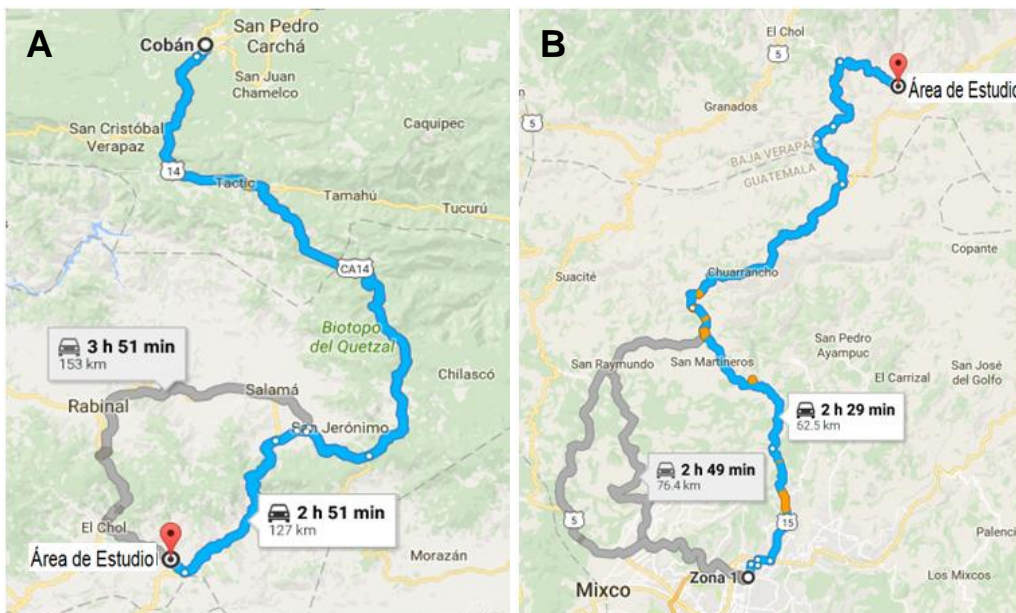 A
San Pedro
Carchá
Cobán
San Juan
Chamelco
Caquipec
San Cristóbal
Verapaz
14
Tactic
Tamahú
Tucurú
CA14
Biotopo
del Quetzal
3 h 51 min
153 km
Chilascó
Salamá
Rabinal
San Jerónimo
2 h 51 min
127 km
El Chol
Área de Estudio
Morazán
B
El Chol
5
Área de Estudio
Granados
5
BAJA VERAPAZ
GUATEMALA
Copante
Suacité
Chuarrancho
San Pedro
Ayampuc
San Raymundo
San Martineros
San José
del Golfo
El Carrizal
2 h 29 min
62.5 km
2 h 49 min
76.4 km
5
15
Palenci
Zona 1
Los Mixcos
Mixco